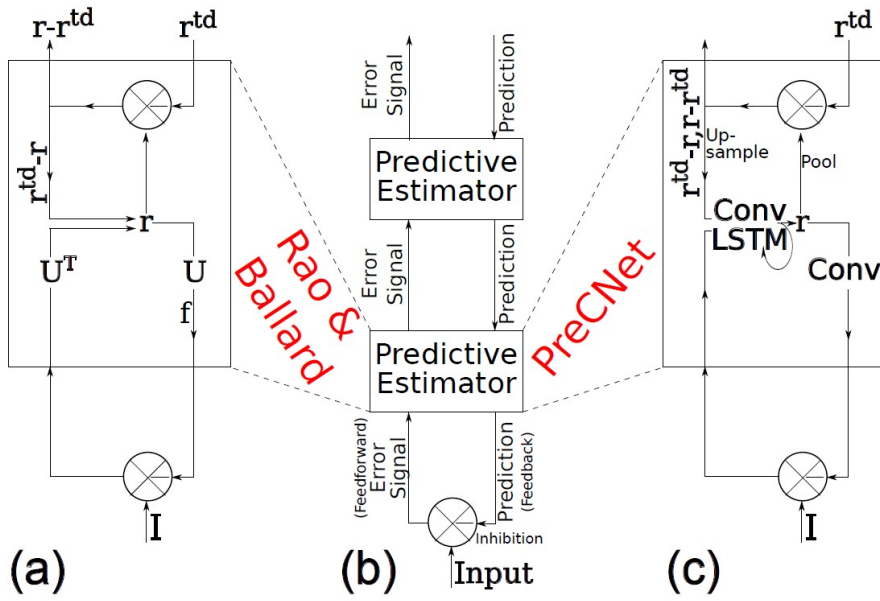 r-r^td
r^td
r^td-r
r
U^T
U
f
I
(a)
Rao &
Ballard
Error
Signal
Prediction
Predictive
Estimator
Error
Signal
Prediction
Predictive
Estimator
(Feedforward)
Error
Signal
Prediction
(Feedback)
Inhibition
Input
(b)
PreCNet
r^td
r^td-r,r-r^td
Up-
sample
Pool
Conv
LSTM
r
Conv
I
(c)